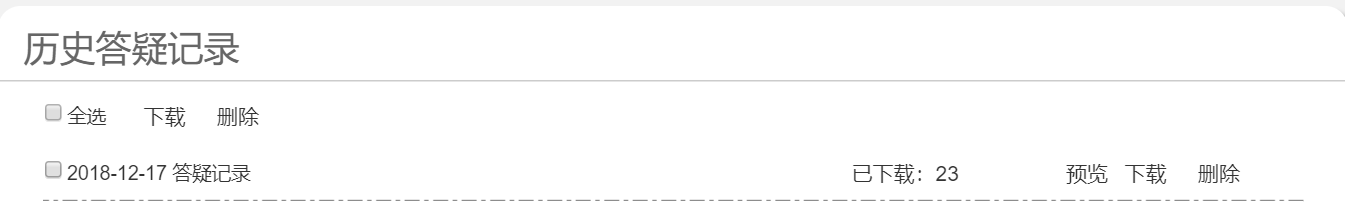 历史答疑记录
全选 下载 删除
2018-12-17 答疑记录 已下载：23 预览 下载 删除